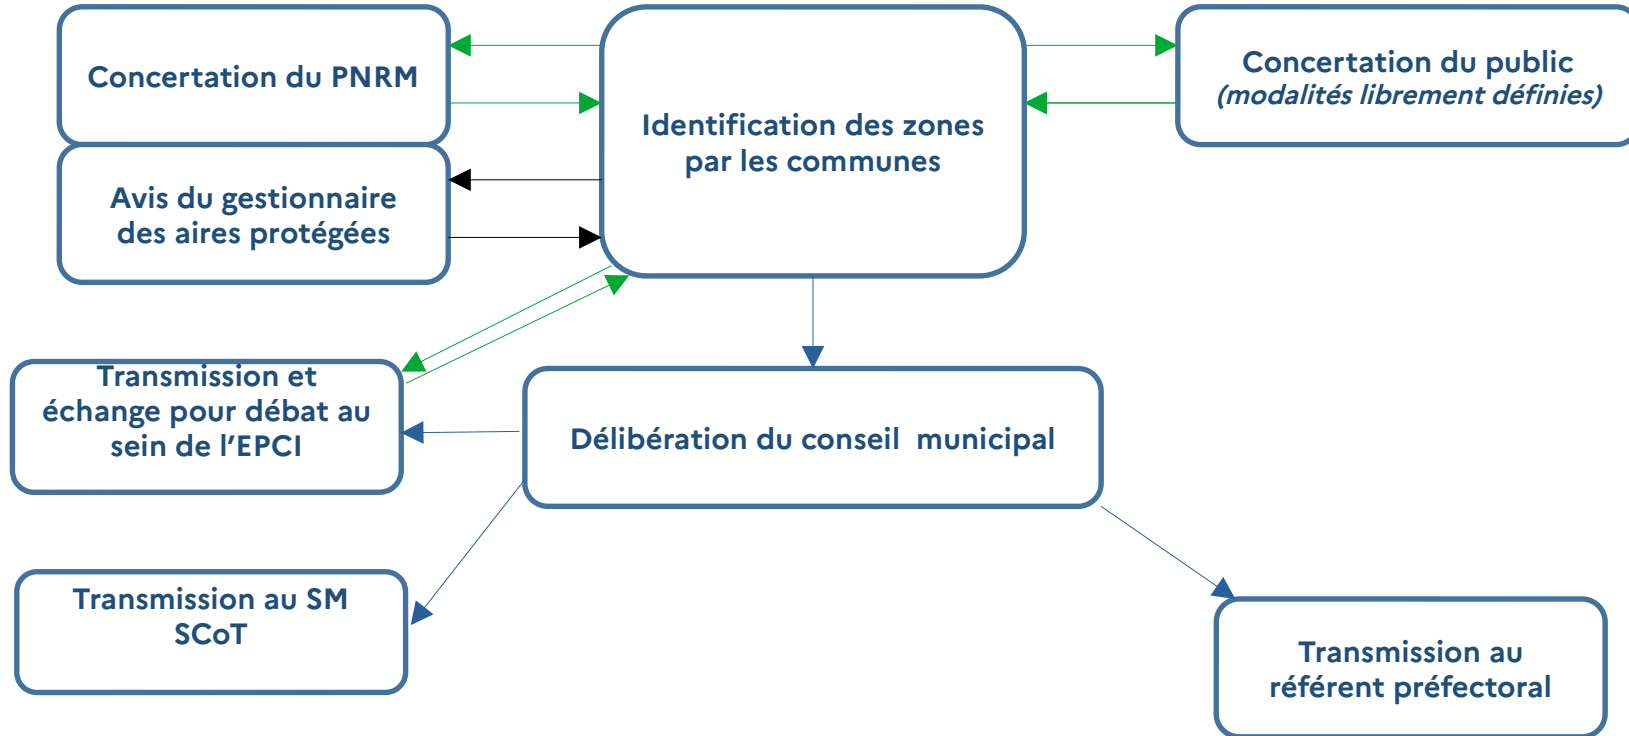 Concertation du PNRM
Avis du gestionnaire
des aires protégées
Identification des zones
par les communes
Concertation du public
(modalités librement définies)
Transmission et
échange pour débat au
sein de l'EPCI
Délibération du conseil  municipal
Transmission au SM
SCoT
Transmission au
référent préfectoral